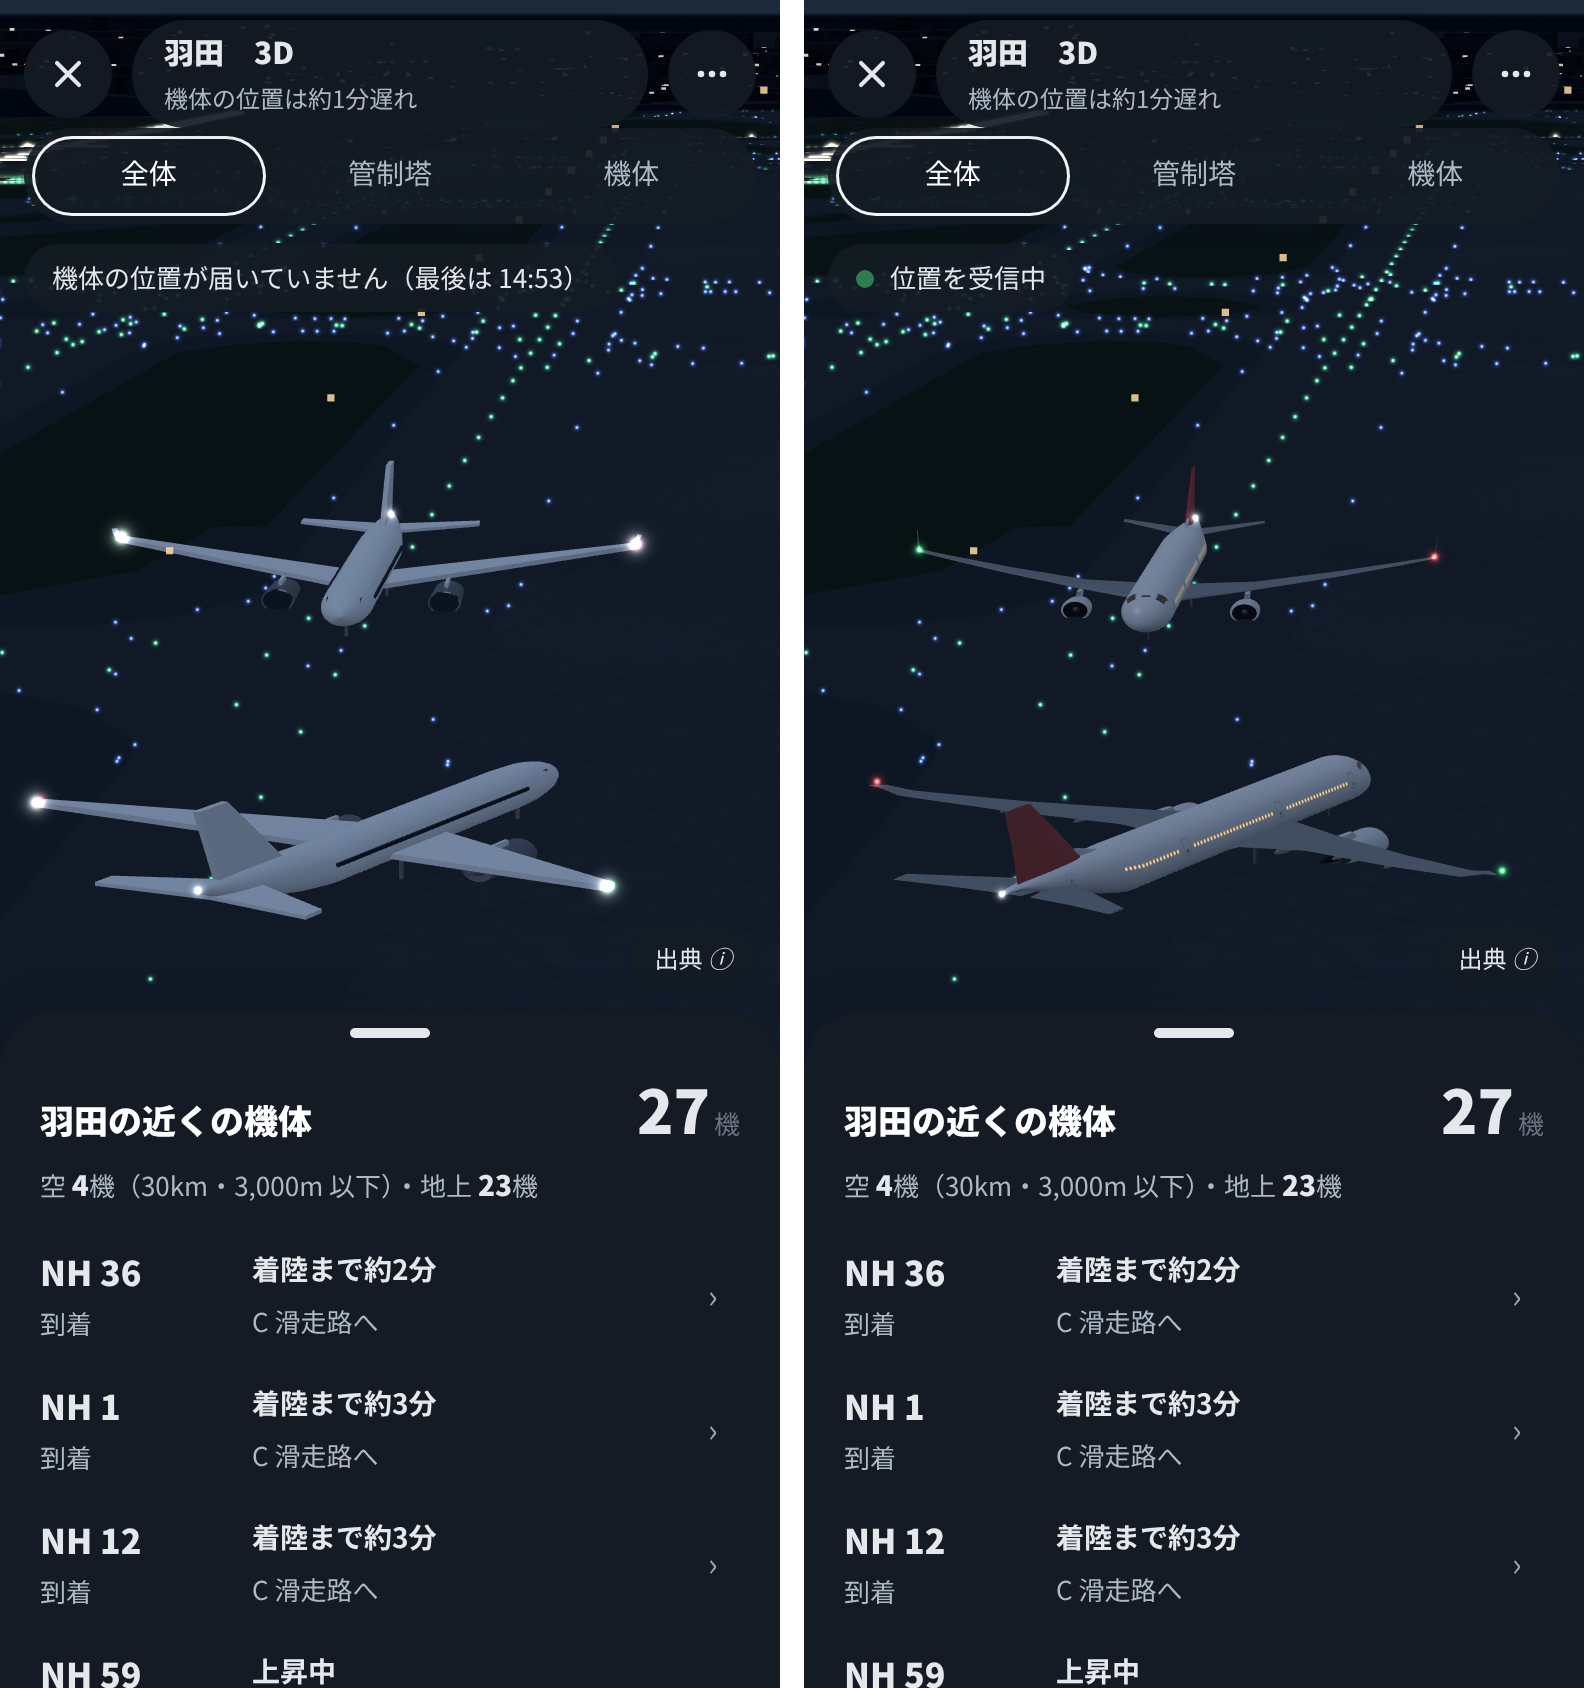 羽田 3D
機体の位置は約1分遅れ
全体 管制塔 機体
機体の位置が届いていません（最後は 14:53）
出典 ⓘ
羽田の近くの機体 27機
空 4機（30km・3,000m 以下）・地上 23機
NH 36 着陸まで約2分
到着 C 滑走路へ ›
NH 1 着陸まで約3分
到着 C 滑走路へ ›
NH 12 着陸まで約3分
到着 C 滑走路へ ›
NH 59 上昇中
羽田 3D
機体の位置は約1分遅れ
全体 管制塔 機体
位置を受信中
出典 ⓘ
羽田の近くの機体 27機
空 4機（30km・3,000m 以下）・地上 23機
NH 36 着陸まで約2分
到着 C 滑走路へ ›
NH 1 着陸まで約3分
到着 C 滑走路へ ›
NH 12 着陸まで約3分
到着 C 滑走路へ ›
NH 59 上昇中